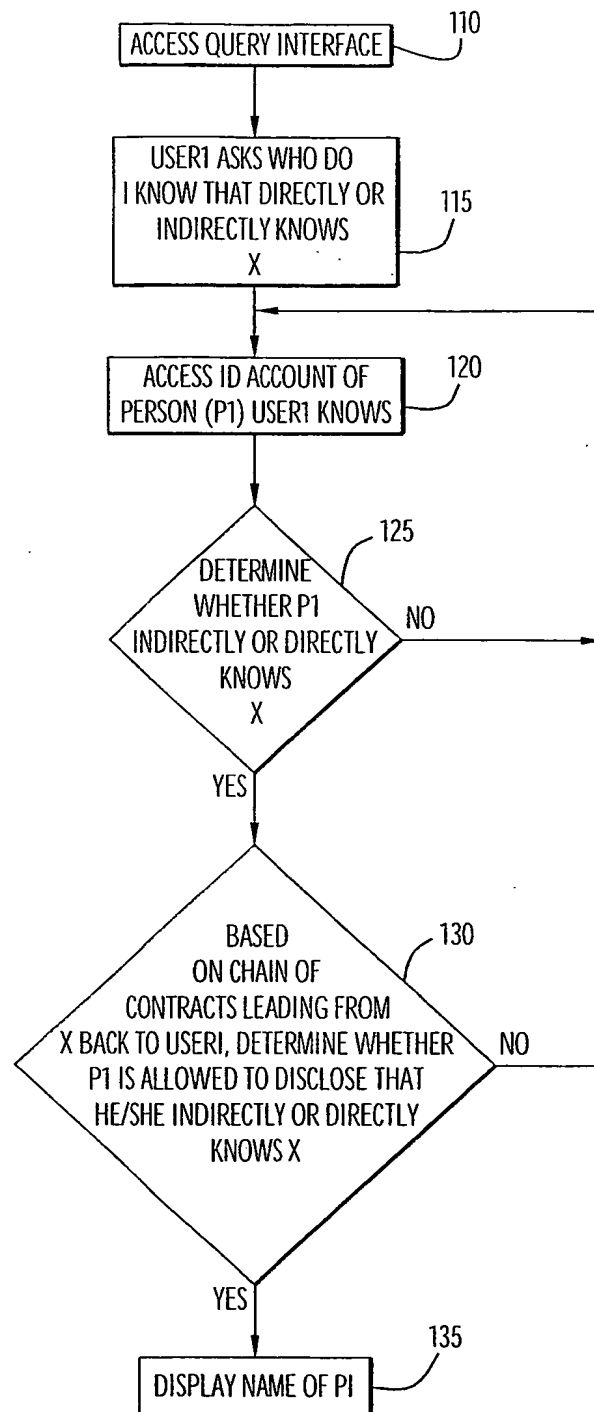 ACCESS QUERY INTERFACE
110
USER1 ASKS WHO DO
I KNOW THAT DIRECTLY OR
INDIRECTLY KNOWS
X
115
ACCESS ID ACCOUNT OF
PERSON (P1) USER1 KNOWS
120
125
DETERMINE
WHETHER P1
INDIRECTLY OR DIRECTLY
KNOWS
X
NO
YES
130
BASED
ON CHAIN OF
CONTRACTS LEADING FROM
X BACK TO USERI, DETERMINE WHETHER
P1 IS ALLOWED TO DISCLOSE THAT
HE/SHE INDIRECTLY OR DIRECTLY
KNOWS X
NO
YES
135
DISPLAY NAME OF PI